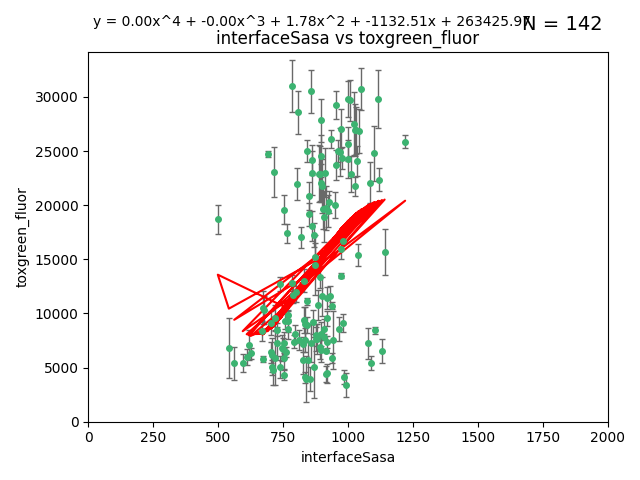 y = 0.00x^4 + -0.00x^3 + 1.78x^2 + -1132.51x + 263425.97
N = 142
interfaceSasa vs toxgreen_fluor
30000
25000
20000
15000
10000
5000
0
toxgreen_fluor
0 250 500 750 1000 1250 1500 1750 2000
interfaceSasa